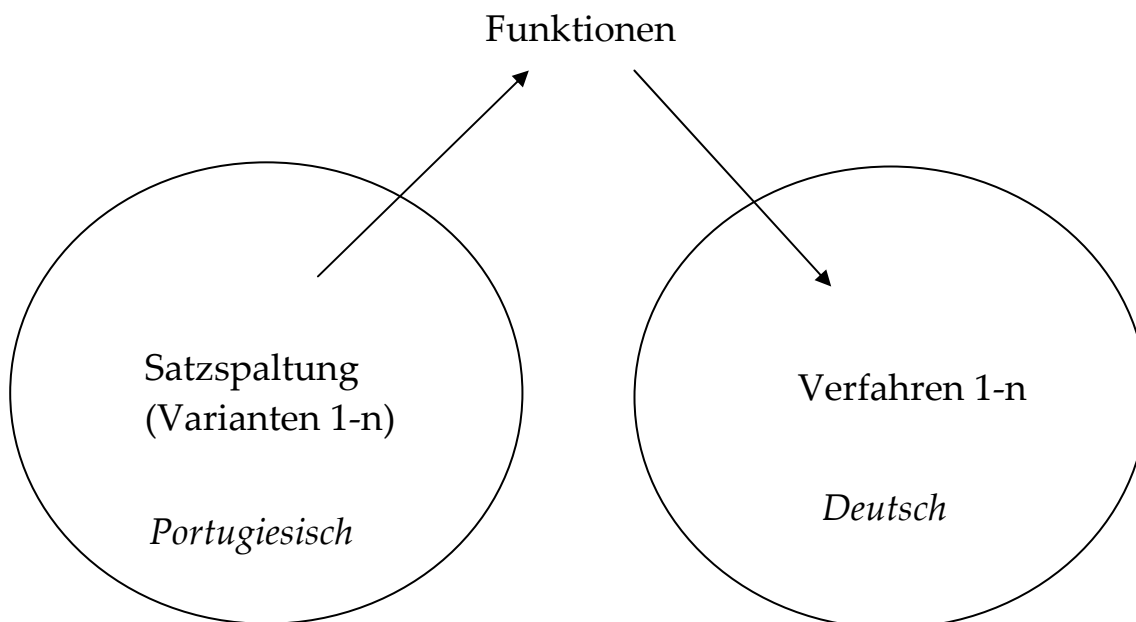 Funktionen
Satzspaltung
(Varianten 1-n)
Portugiesisch
Verfahren 1-n
Deutsch